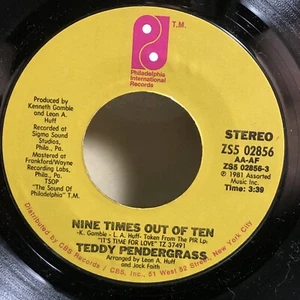 T.M.
Philadelphia
International
Records
Produced by
Kenneth Gamble
and Leon A.
Huff
Recorded at
Sigma Sound
Studios,
Phila., Pa.
Mastered at
Frankford/Wayne
Recording Labs.
Phila., Pa.
TSOP
"The Sound Of
Philadelphia" T.M.
STEREO
ZS5 02856
AA-AF
ZSS 02856-3
℗ 1981 Assorted
Music Inc.
Time: 3:39
NINE TIMES OUT OF TEN
-K. Gamble - L. A. Huff- Taken From The PIR Lp:
"IT'S TIME FOR LOVE" TZ 37491
TEDDY PENDERGRASS
Arranged by Leon A. Huff
and Jack Faith
Distributed by CBS Records / CBS, Inc., 51 West 52 Street, New York City